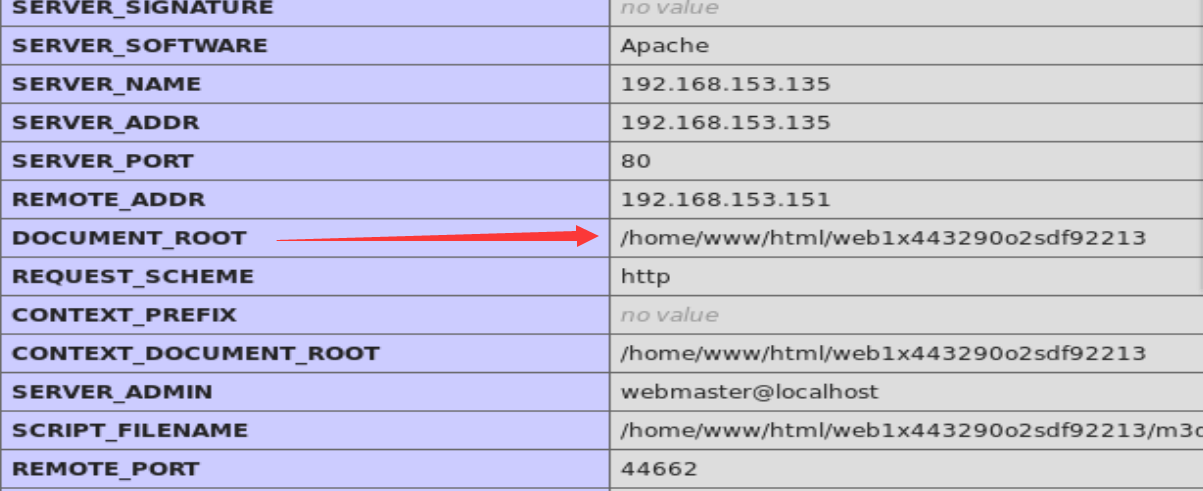 SERVER_SIGNATURE no value
SERVER_SOFTWARE Apache
SERVER_NAME 192.168.153.135
SERVER_ADDR 192.168.153.135
SERVER_PORT 80
REMOTE_ADDR 192.168.153.151
DOCUMENT_ROOT /home/www/html/web1x443290o2sdf92213
REQUEST_SCHEME http
CONTEXT_PREFIX no value
CONTEXT_DOCUMENT_ROOT /home/www/html/web1x443290o2sdf92213
SERVER_ADMIN webmaster@localhost
SCRIPT_FILENAME /home/www/html/web1x443290o2sdf92213/m3
REMOTE_PORT 44662